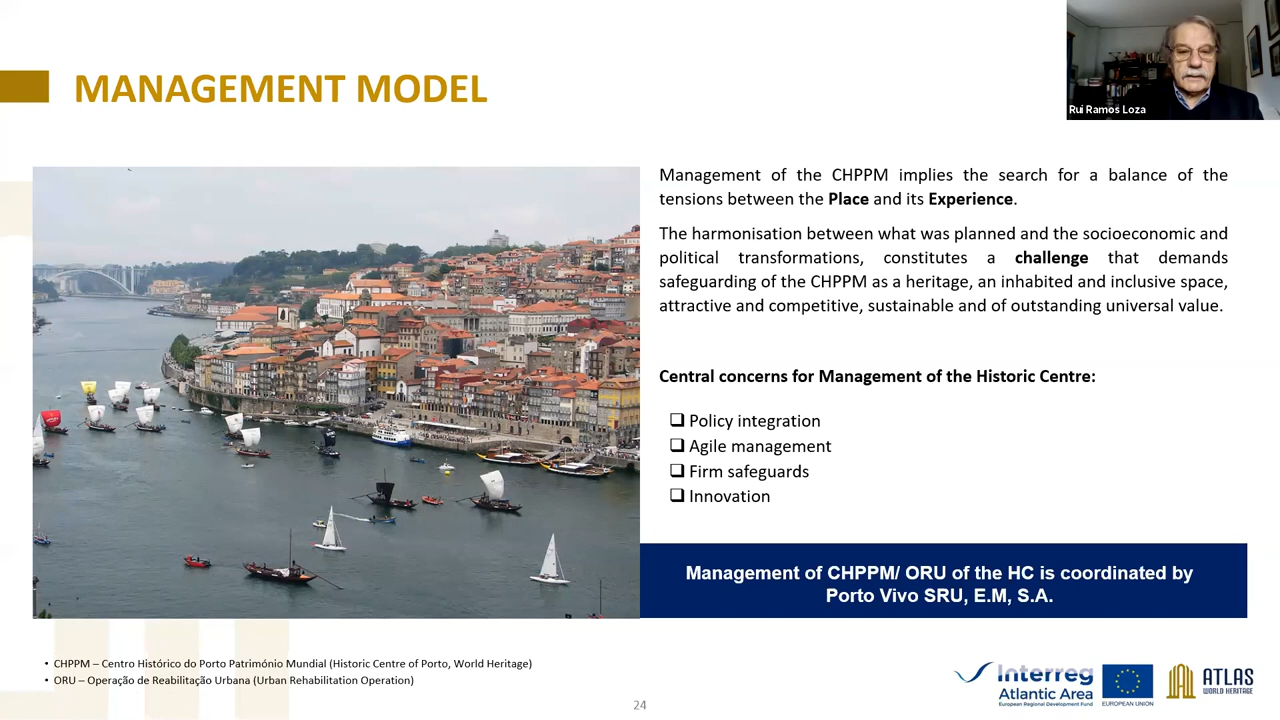 MANAGEMENT MODEL
Rui Ramos Loza
Management of the CHPPM implies the search for a balance of the
tensions between the Place and its Experience.
The harmonisation between what was planned and the socioeconomic and
political transformations, constitutes a challenge that demands
safeguarding of the CHPPM as a heritage, an inhabited and inclusive space,
attractive and competitive, sustainable and of outstanding universal value.
Central concerns for Management of the Historic Centre:
❑ Policy integration
❑ Agile management
❑ Firm safeguards
❑ Innovation
Management of CHPPM/ ORU of the HC is coordinated by
Porto Vivo SRU, E.M, S.A.
• CHPPM – Centro Histórico do Porto Património Mundial (Historic Centre of Porto, World Heritage)
• ORU – Operação de Reabilitação Urbana (Urban Rehabilitation Operation)
24
Interreg
Atlantic Area
European Regional Development Fund
EUROPEAN UNION
ATLAS
WORLD HERITAGE